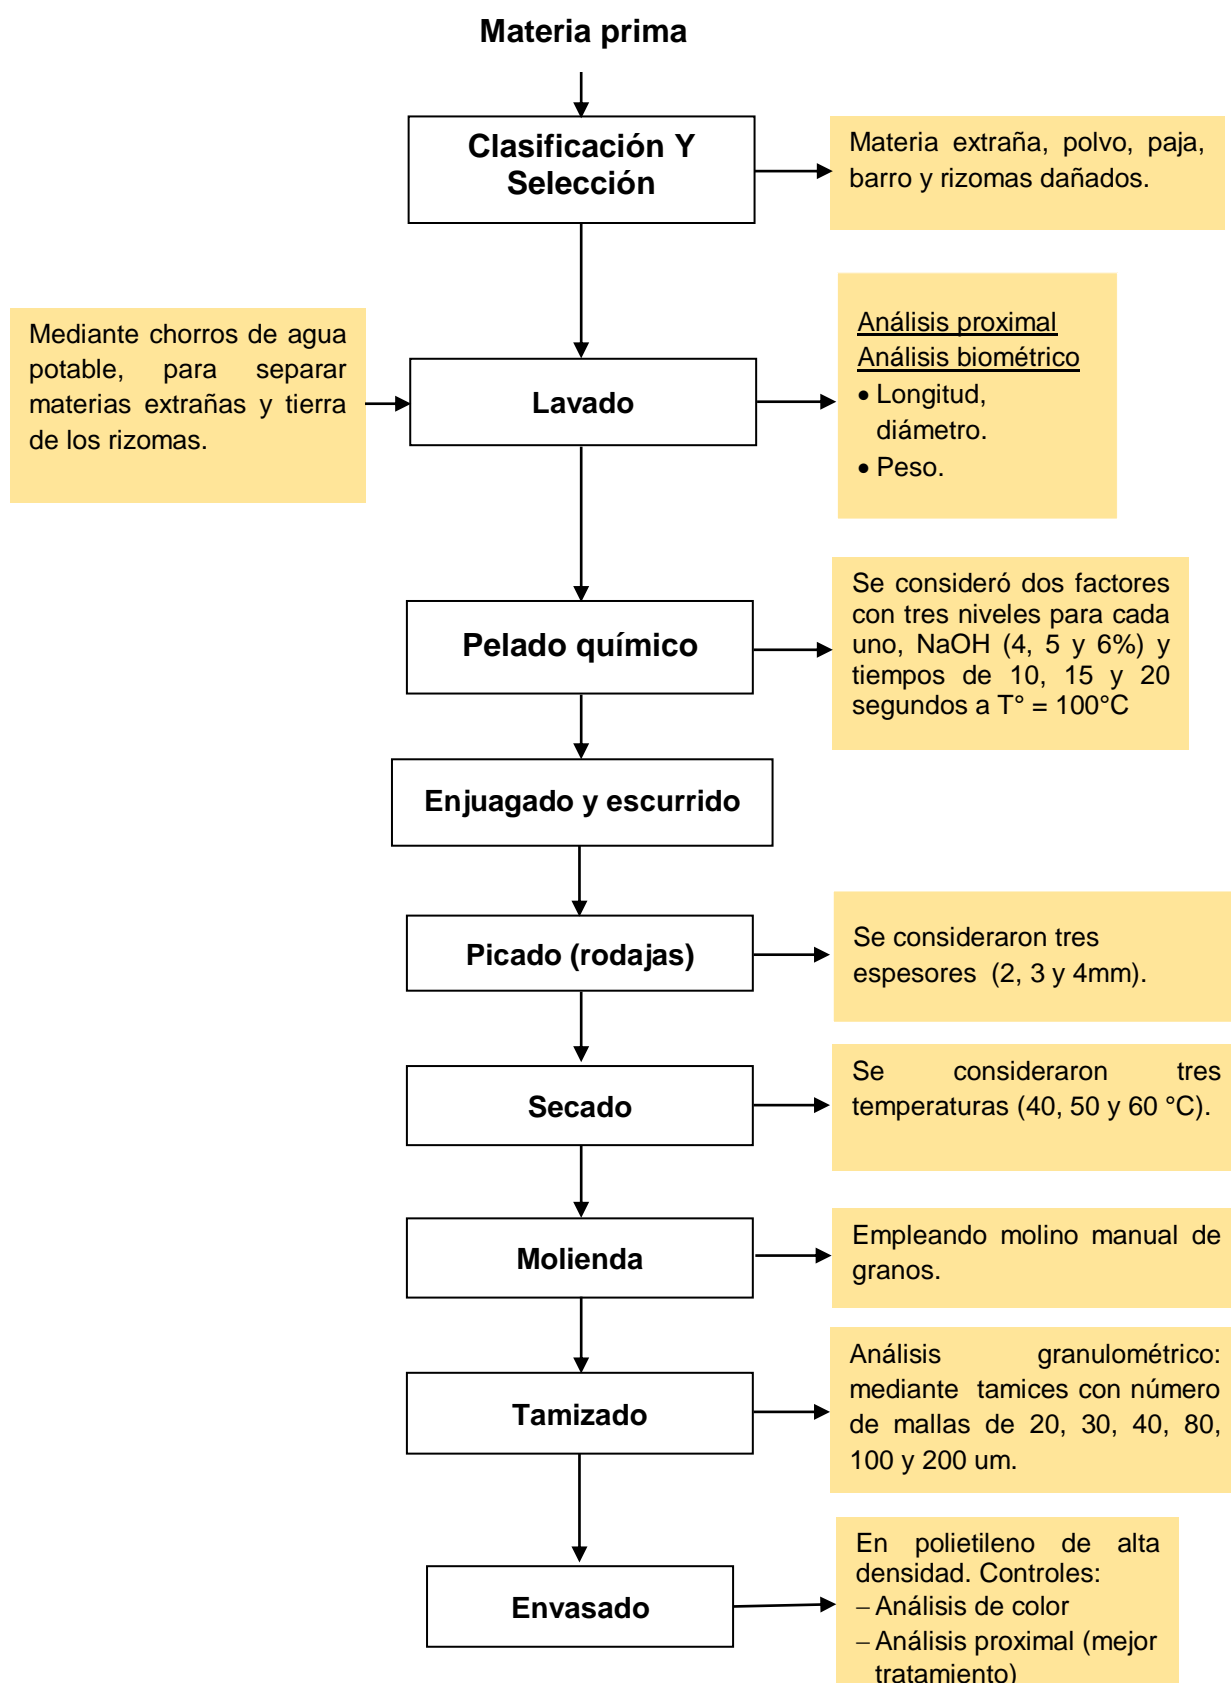 Materia prima
Clasificación Y
Selección
Materia extraña, polvo, paja,
barro y rizomas dañados.
Mediante chorros de agua
potable, para separar
materias extrañas y tierra
de los rizomas.
Lavado
Análisis proximal
Análisis biométrico
• Longitud,
diámetro.
• Peso.
Pelado químico
Se consideró dos factores
con tres niveles para cada
uno, NaOH (4, 5 y 6%) y
tiempos de 10, 15 y 20
segundos a T° = 100°C
Enjuagado y escurrido
Picado (rodajas)
Se consideraron tres
espesores (2, 3 y 4mm).
Secado
Se consideraron tres
temperaturas (40, 50 y 60 °C).
Molienda
Empleando molino manual de
granos.
Tamizado
Análisis granulométrico:
mediante tamices con número
de mallas de 20, 30, 40, 80,
100 y 200 um.
Envasado
En polietileno de alta
densidad. Controles:
– Análisis de color
– Análisis proximal (mejor
tratamiento)